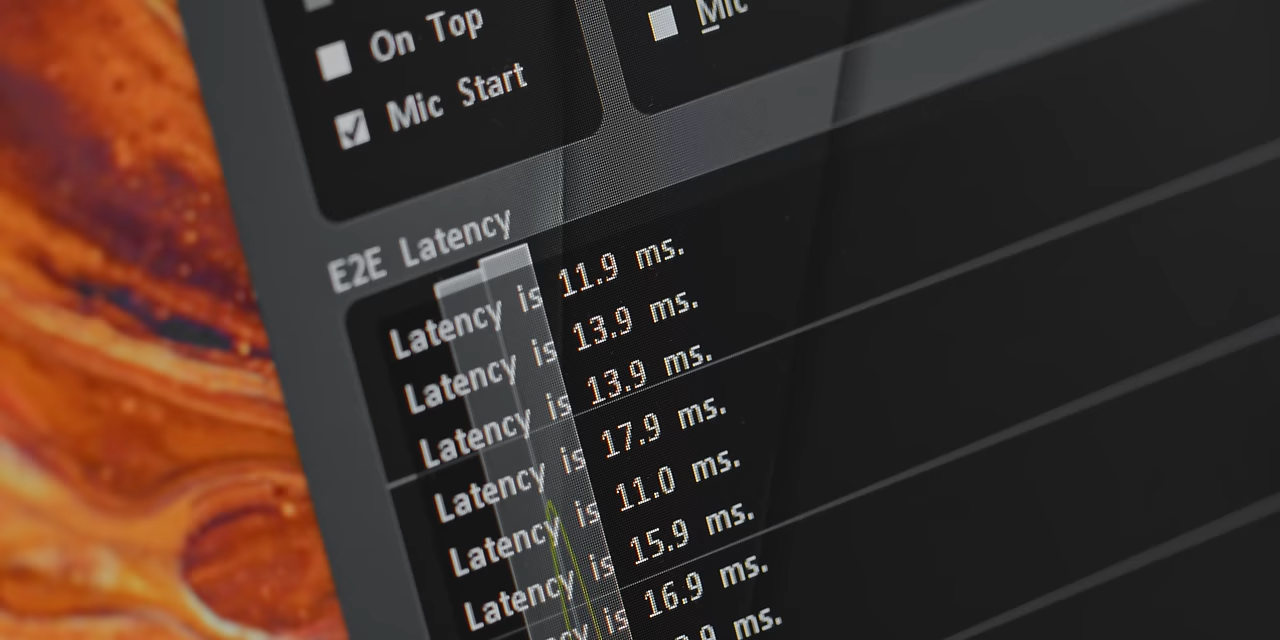 On Top
Mic
Mic Start
E2E Latency
Latency is 11.9 ms.
Latency is 13.9 ms.
Latency is 13.9 ms.
Latency is 17.9 ms.
Latency is 11.0 ms.
Latency is 15.9 ms.
is 16.9 ms.
ms.